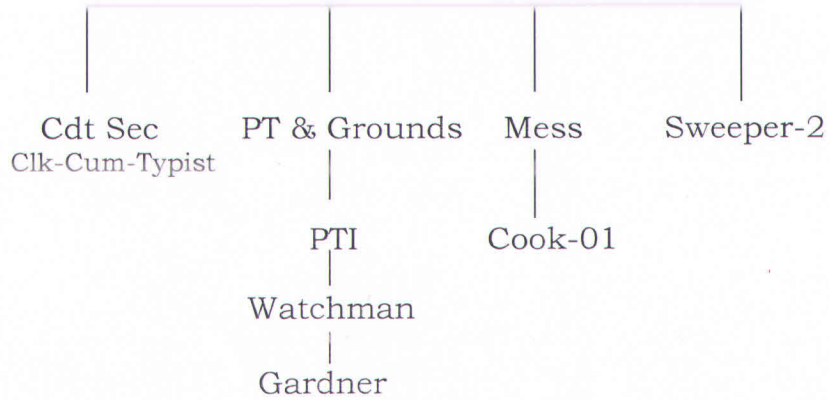 Cdt Sec PT & Grounds Mess Sweeper-2
Clk-Cum-Typist
PTI Cook-01
Watchman
Gardner